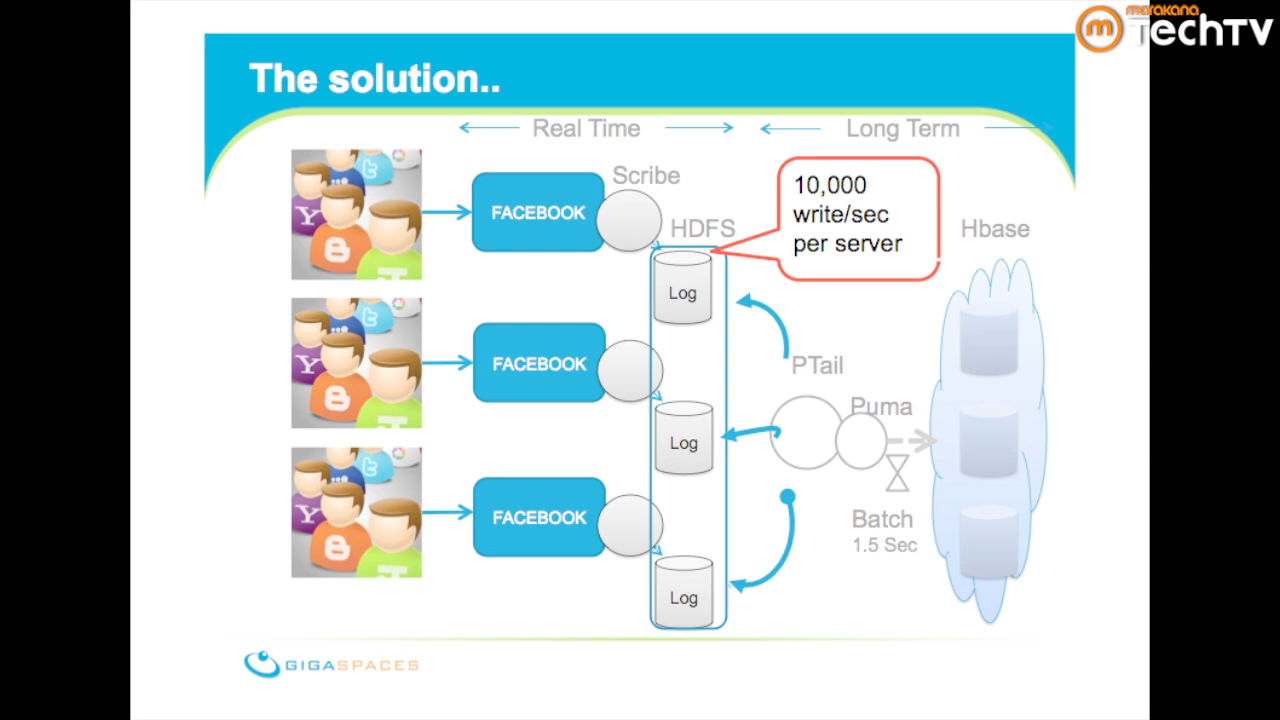 marakana
TechTV
The solution..
Real Time
Long Term
Scribe
10,000
write/sec
per server
FACEBOOK
HDFS
Hbase
Log
PTail
FACEBOOK
Puma
Log
FACEBOOK
Batch
1.5 Sec
Log
GIGASPACES